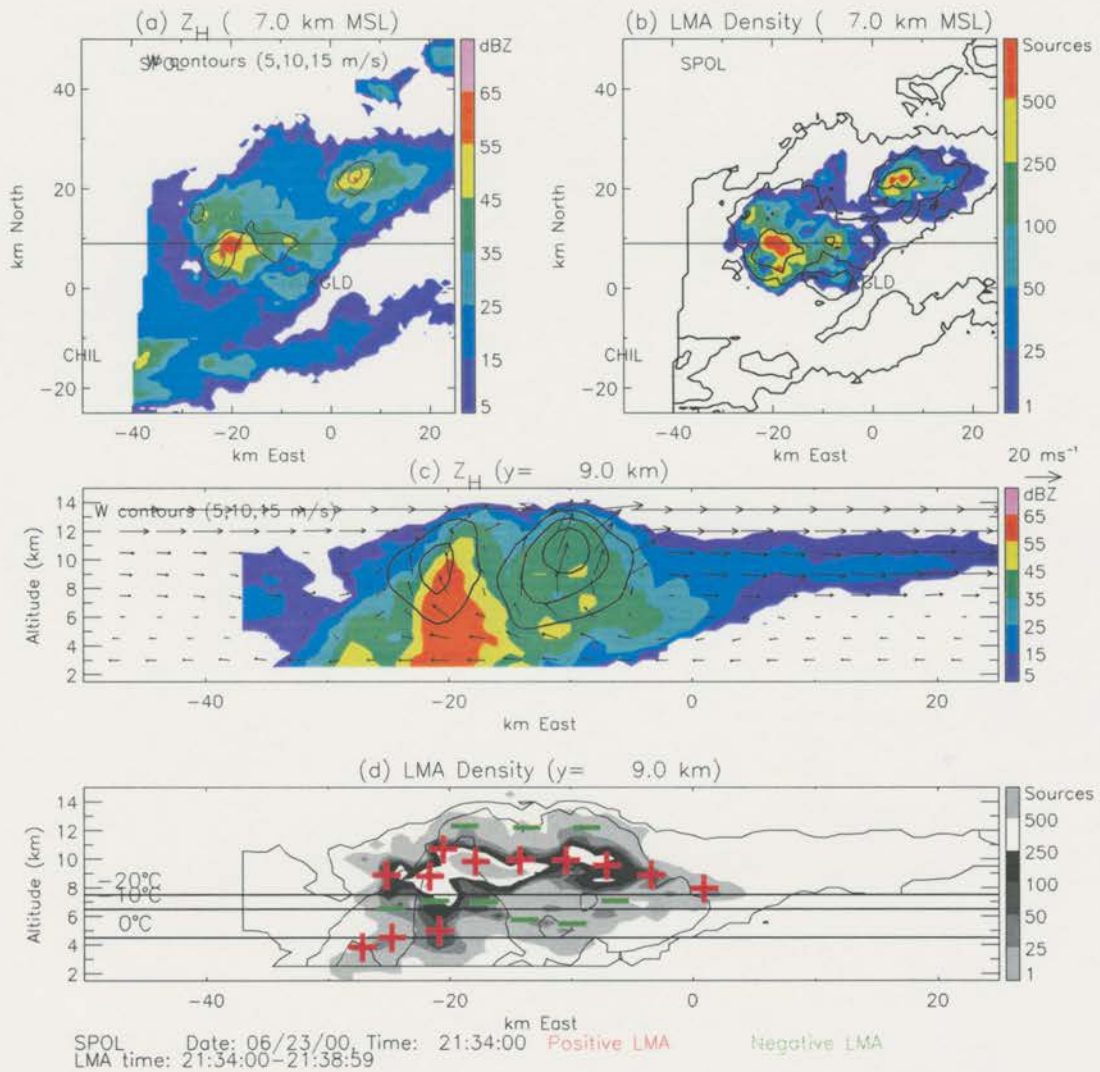 (a) Z_H ( 7.0 km MSL)
dBZ
W contours (5,10,15 m/s)
SPOL
GLD
CHIL
km North
40
20
0
−20
−40 −20 0 20
km East
65
55
45
35
25
15
5
(b) LMA Density ( 7.0 km MSL)
Sources
SPOL
GLD
CHIL
km North
40
20
0
−20
−40 −20 0 20
km East
500
250
100
50
25
1
20 ms⁻¹
(c) Z_H (y= 9.0 km)
dBZ
W contours (5,10,15 m/s)
Altitude (km)
14
12
10
8
6
4
2
−40 −20 0 20
km East
65
55
45
35
25
15
5
(d) LMA Density (y= 9.0 km)
Sources
Altitude (km)
14
12
10
8
6
4
2
−20°C
−10°C
0°C
−40 −20 0 20
km East
500
250
100
50
25
1
SPOL Date: 06/23/00, Time: 21:34:00 Positive LMA Negative LMA
LMA time: 21:34:00−21:38:59